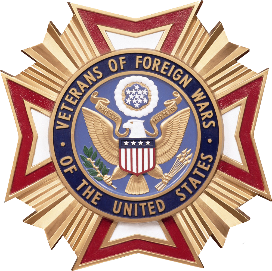 VETERANS OF FOREIGN WARS
OF THE UNITED STATES